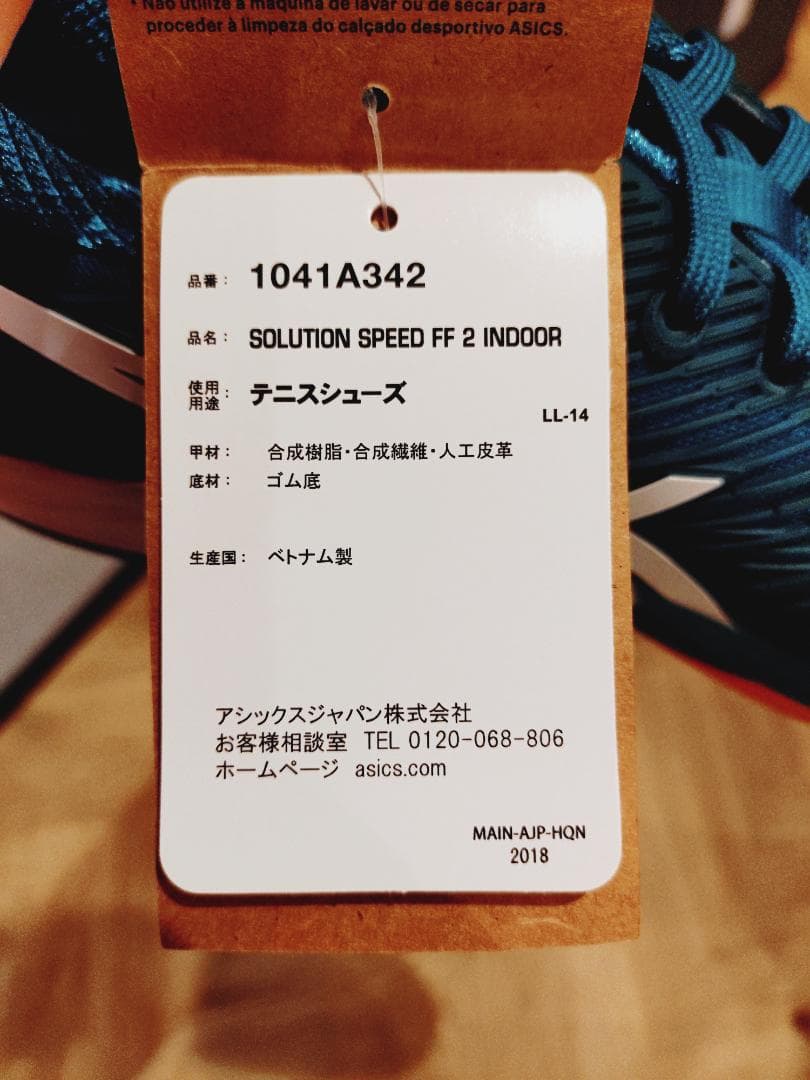 • Não utilize a máquina de lavar ou de secar para
proceder à limpeza do calçado desportivo ASICS.
品番： 1041A342
品名： SOLUTION SPEED FF 2 INDOOR
使用用途： テニスシューズ
LL-14
甲材： 合成樹脂・合成繊維・人工皮革
底材： ゴム底
生産国： ベトナム製
アシックスジャパン株式会社
お客様相談室 TEL 0120-068-806
ホームページ asics.com
MAIN-AJP-HQN
2018